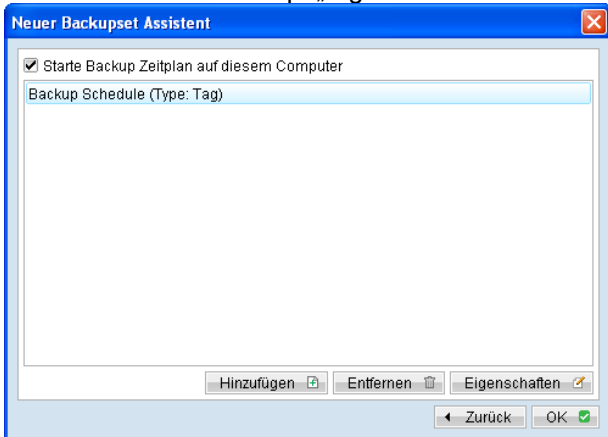 Neuer Backupset Assistent
Starte Backup Zeitplan auf diesem Computer
Backup Schedule (Type: Tag)
Hinzufügen Entfernen Eigenschaften
Zurück OK